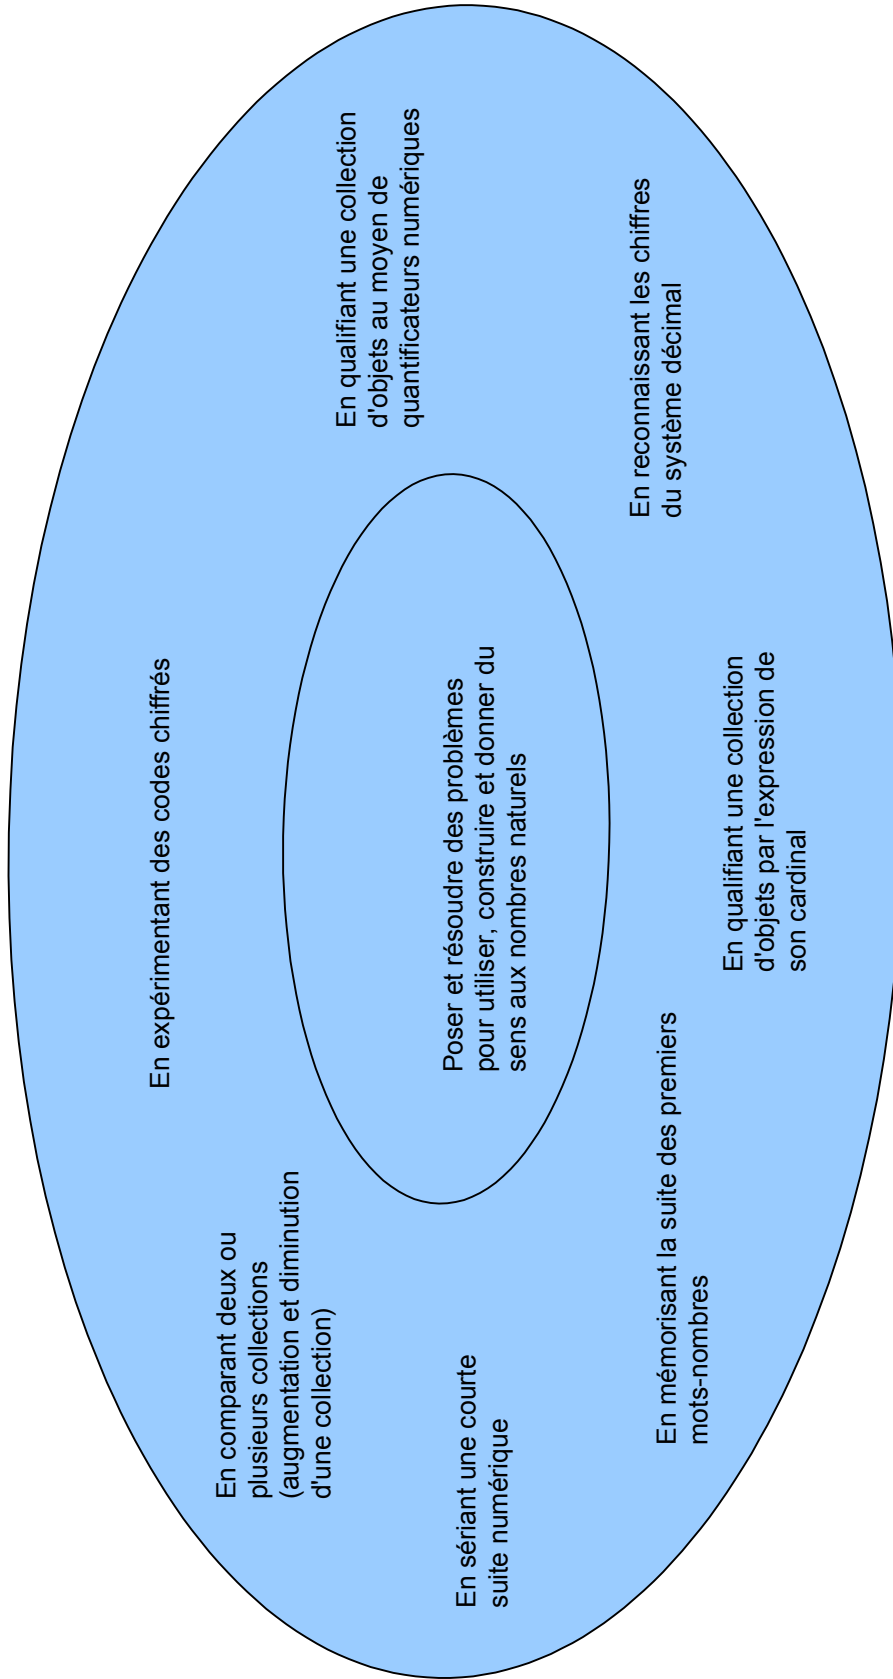 En expérimentant des codes chiffrés
En comparant deux ou
plusieurs collections
(augmentation et diminution
d'une collection)
En qualifiant une collection
d'objets au moyen de
quantificateurs numériques
Poser et résoudre des problèmes
pour utiliser, construire et donner du
sens aux nombres naturels
En sériant une courte
suite numérique
En reconnaissant les chiffres
du système décimal
En mémorisant la suite des premiers
mots-nombres
En qualifiant une collection
d'objets par l'expression de
son cardinal